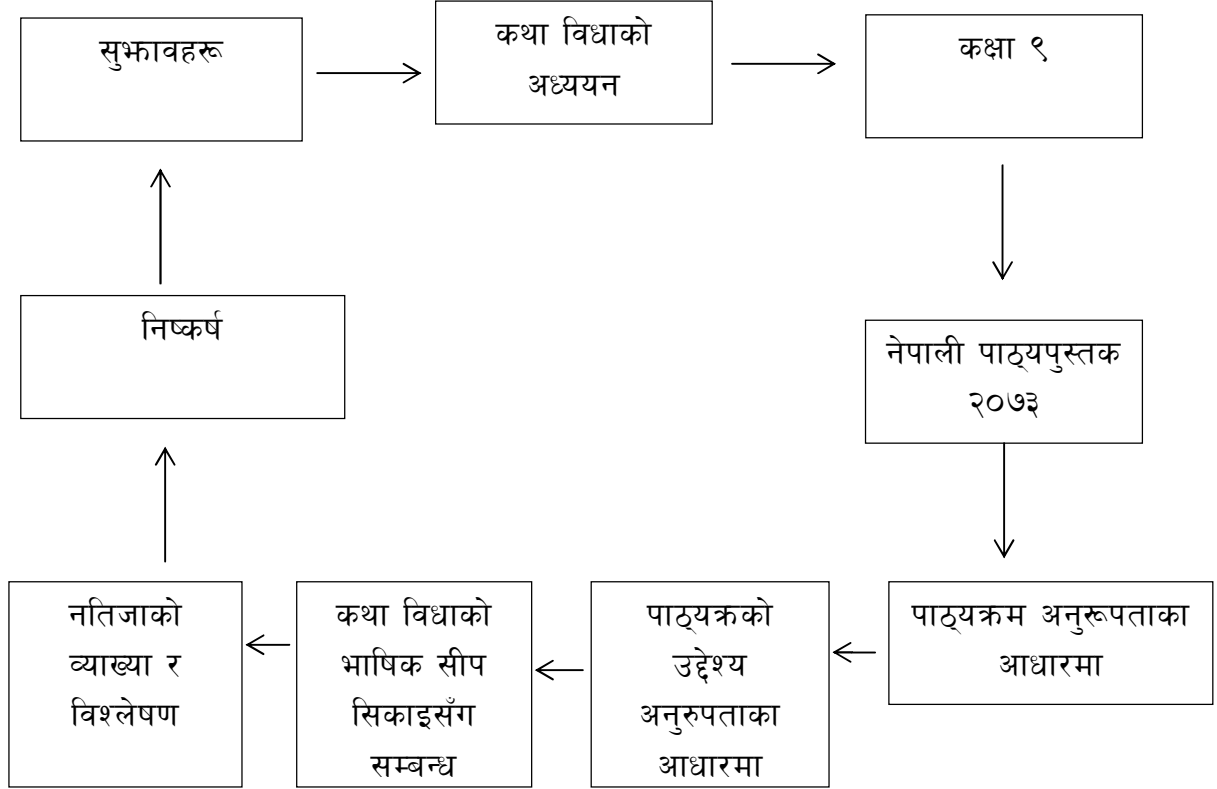 सुझावहरू
कथा विधाको
अध्ययन
कक्षा ९
निष्कर्ष
नेपाली पाठ्यपुस्तक
२०७३
नतिजाको
व्याख्या र
विश्लेषण
कथा विधाको
भाषिक सीप
सिकाइसँग
सम्बन्ध
पाठ्यक्रको
उद्देश्य
अनुरुपताका
आधारमा
पाठ्यक्रम अनुरूपताका
आधारमा